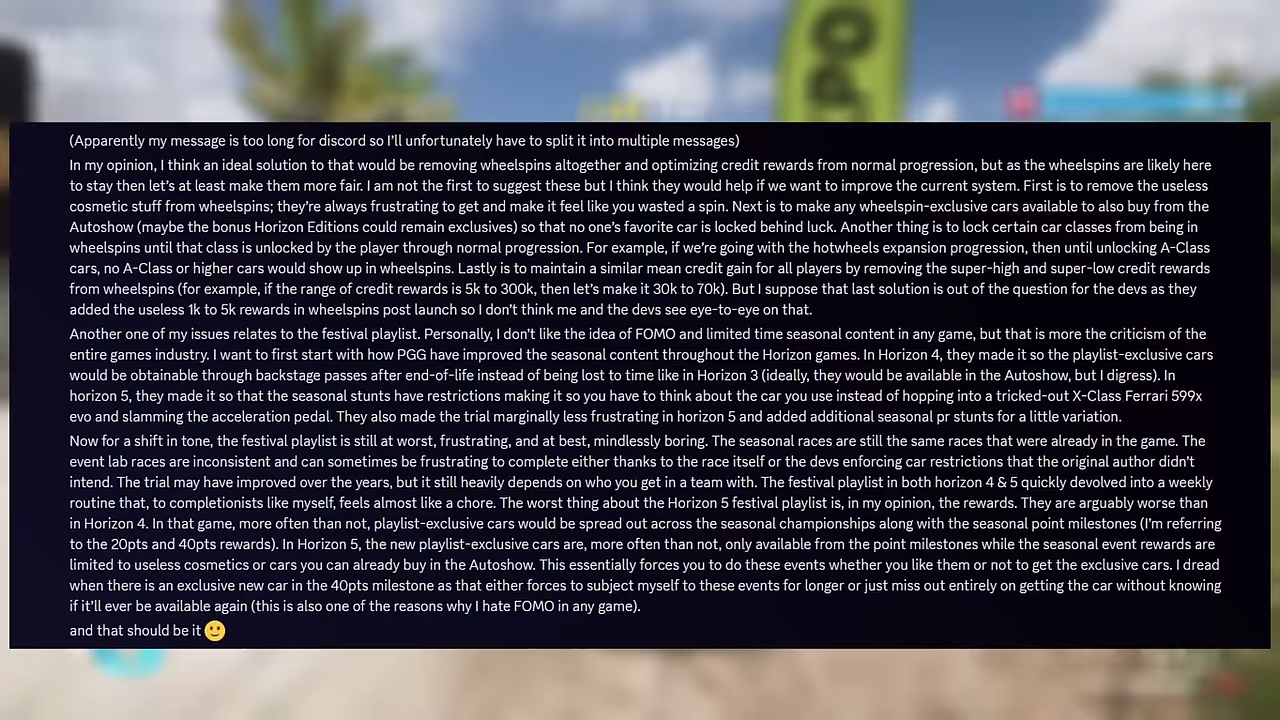 OP
(Apparently my message is too long for discord so I'll unfortunately have to split it into multiple messages)
In my opinion, I think an ideal solution to that would be removing wheelspins altogether and optimizing credit rewards from normal progression, but as the wheelspins are likely here
to stay then let's at least make them more fair. I am not the first to suggest these but I think they would help if we want to improve the current system. First is to remove the useless
cosmetic stuff from wheelspins; they're always frustrating to get and make it feel like you wasted a spin. Next is to make any wheelspin-exclusive cars available to also buy from the
Autoshow (maybe the bonus Horizon Editions could remain exclusives) so that no one's favorite car is locked behind luck. Another thing is to lock certain car classes from being in
wheelspins until that class is unlocked by the player through normal progression. For example, if we're going with the hotwheels expansion progression, then until unlocking A-Class
cars, no A-Class or higher cars would show up in wheelspins. Lastly is to maintain a similar mean credit gain for all players by removing the super-high and super-low credit rewards
from wheelspins (for example, if the range of credit rewards is 5k to 300k, then let's make it 30k to 70k). But I suppose that last solution is out of the question for the devs as they
added the useless 1k to 5k rewards in wheelspins post launch so I don't think me and the devs see eye-to-eye on that.
Another one of my issues relates to the festival playlist. Personally, I don't like the idea of FOMO and limited time seasonal content in any game, but that is more the criticism of the
entire games industry. I want to first start with how PGG have improved the seasonal content throughout the Horizon games. In Horizon 4, they made it so the playlist-exclusive cars
would be obtainable through backstage passes after end-of-life instead of being lost to time like in Horizon 3 (ideally, they would be available in the Autoshow, but I digress). In
horizon 5, they made it so that the seasonal stunts have restrictions making it so you have to think about the car you use instead of hopping into a tricked-out X-Class Ferrari 599x
evo and slamming the acceleration pedal. They also made the trial marginally less frustrating in horizon 5 and added additional seasonal pr stunts for a little variation.
Now for a shift in tone, the festival playlist is still at worst, frustrating, and at best, mindlessly boring. The seasonal races are still the same races that were already in the game. The
event lab races are inconsistent and can sometimes be frustrating to complete either thanks to the race itself or the devs enforcing car restrictions that the original author didn't
intend. The trial may have improved over the years, but it still heavily depends on who you get in a team with. The festival playlist in both horizon 4 & 5 quickly devolved into a weekly
routine that, to completionists like myself, feels almost like a chore. The worst thing about the Horizon 5 festival playlist is, in my opinion, the rewards. They are arguably worse than
in Horizon 4. In that game, more often than not, playlist-exclusive cars would be spread out across the seasonal championships along with the seasonal point milestones (I'm referring
to the 20pts and 40pts rewards). In Horizon 5, the new playlist-exclusive cars are, more often than not, only available from the point milestones while the seasonal event rewards are
limited to useless cosmetics or cars you can already buy in the Autoshow. This essentially forces you to do these events whether you like them or not to get the exclusive cars. I dread
when there is an exclusive new car in the 40pts milestone as that either forces to subject myself to these events for longer or just miss out entirely on getting the car without knowing
if it'll ever be available again (this is also one of the reasons why I hate FOMO in any game).
and that should be it 🙂